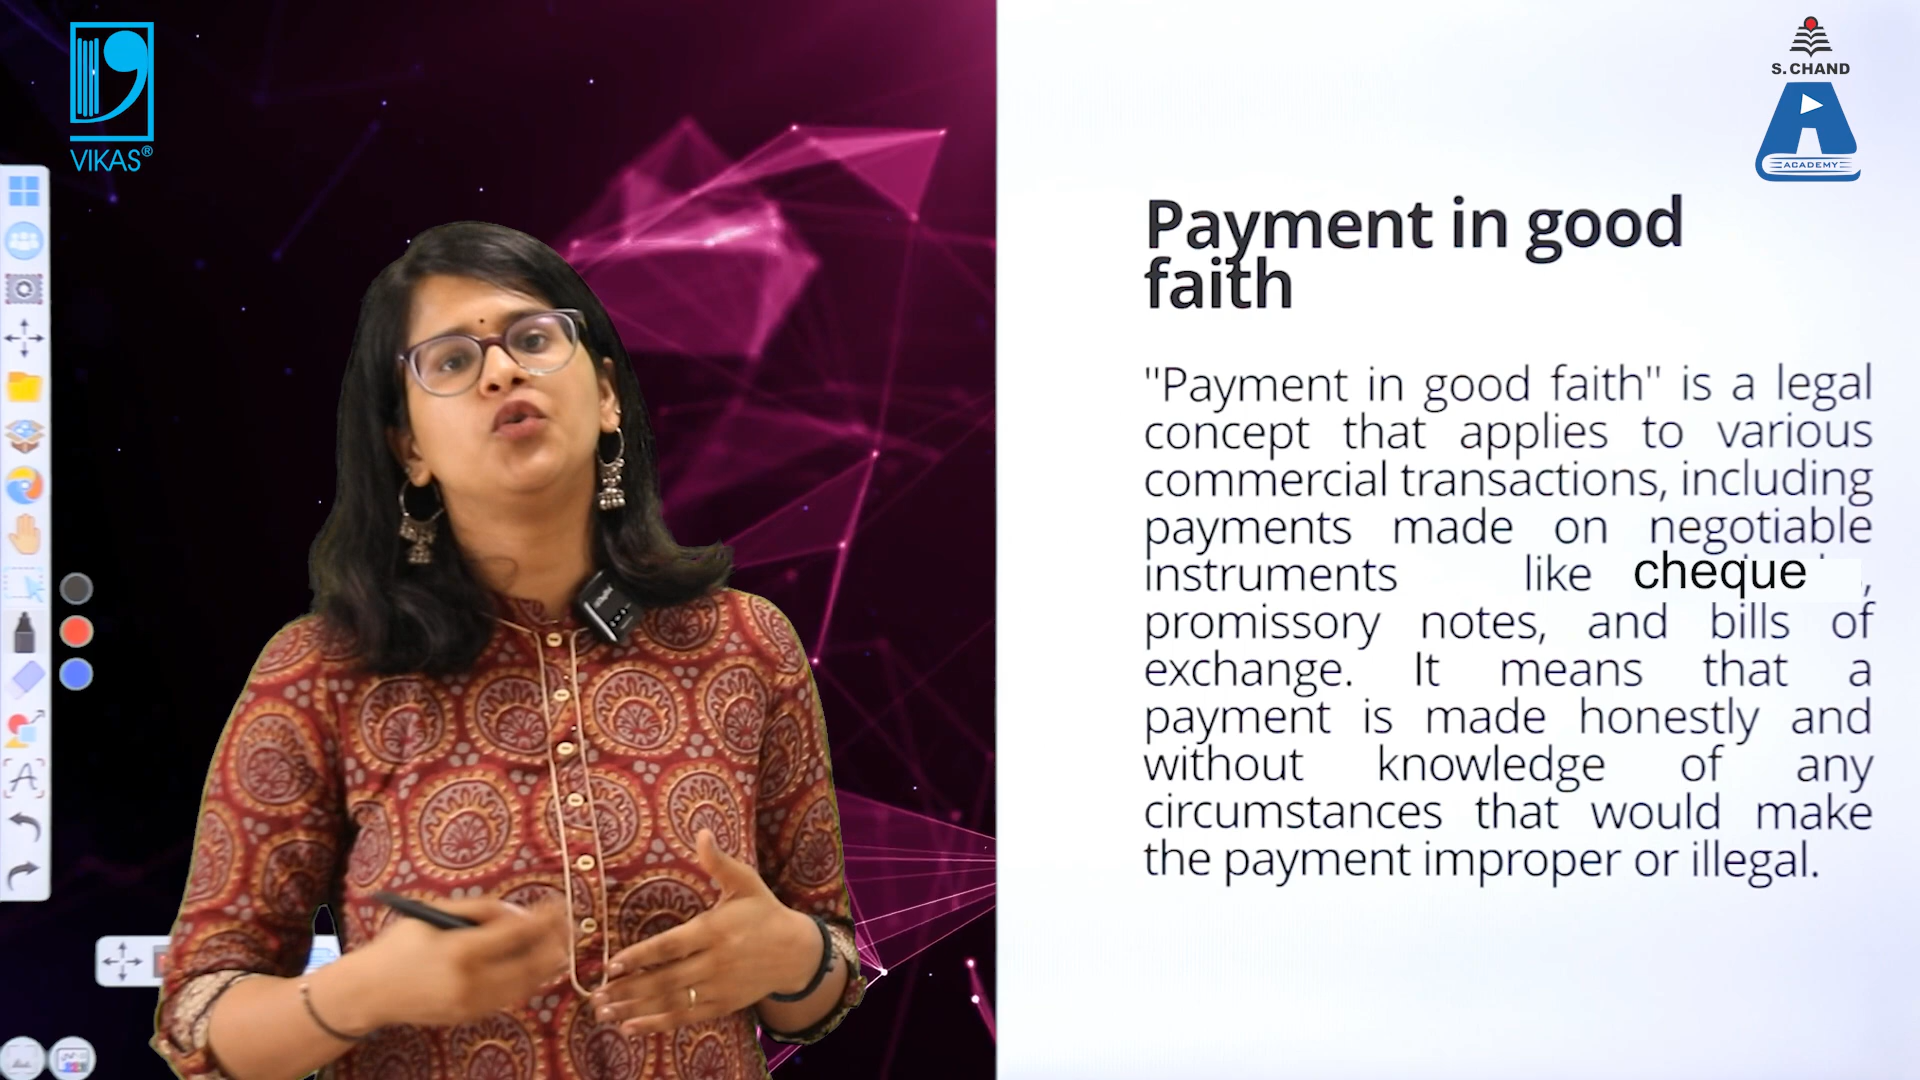 VIKAS®
S. CHAND
ACADEMY
Payment in good
faith
"Payment in good faith" is a legal
concept that applies to various
commercial transactions, including
payments made on negotiable
instruments like cheque ,
promissory notes, and bills of
exchange. It means that a
payment is made honestly and
without knowledge of any
circumstances that would make
the payment improper or illegal.